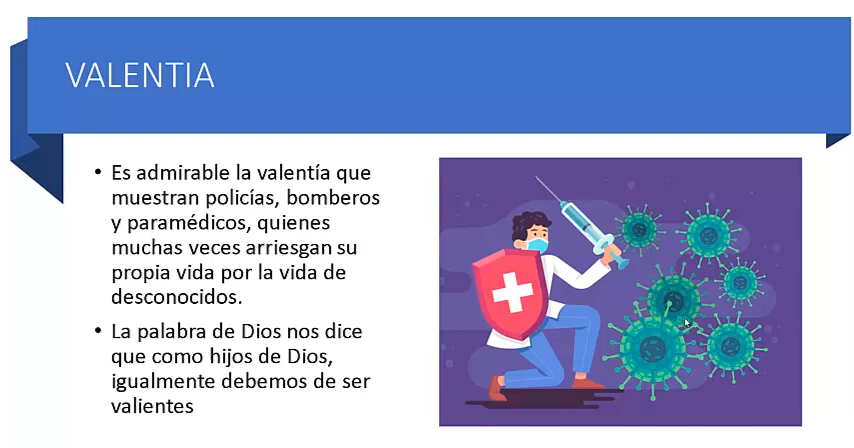 VALENTIA
• Es admirable la valentía que
muestran policías, bomberos
y paramédicos, quienes
muchas veces arriesgan su
propia vida por la vida de
desconocidos.
• La palabra de Dios nos dice
que como hijos de Dios,
igualmente debemos de ser
valientes